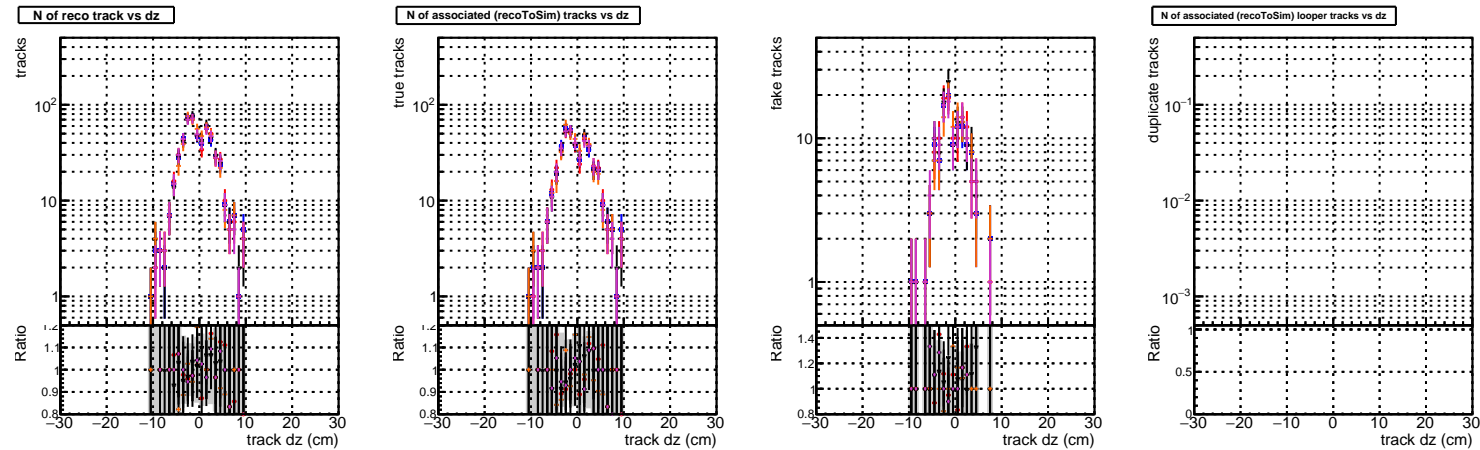 N of reco track vs dz
tracks
10²
10
1
Ratio
1.2
1.1
1
0.9
0.8
−30 −20 −10 0 10 20 30
track dz (cm)
N of associated (recoToSim) tracks vs dz
true tracks
10²
10
1
Ratio
1.2
1.1
1
0.9
0.8
−30 −20 −10 0 10 20 30
track dz (cm)
fake tracks
10
1
Ratio
1.4
1.2
1
0.8
−30 −20 −10 0 10 20 30
track dz (cm)
N of associated (recoToSim) looper tracks vs dz
duplicate tracks
10⁻¹
10⁻²
10⁻³
Ratio
1
0.5
0
−30 −20 −10 0 10 20 30
track dz (cm)